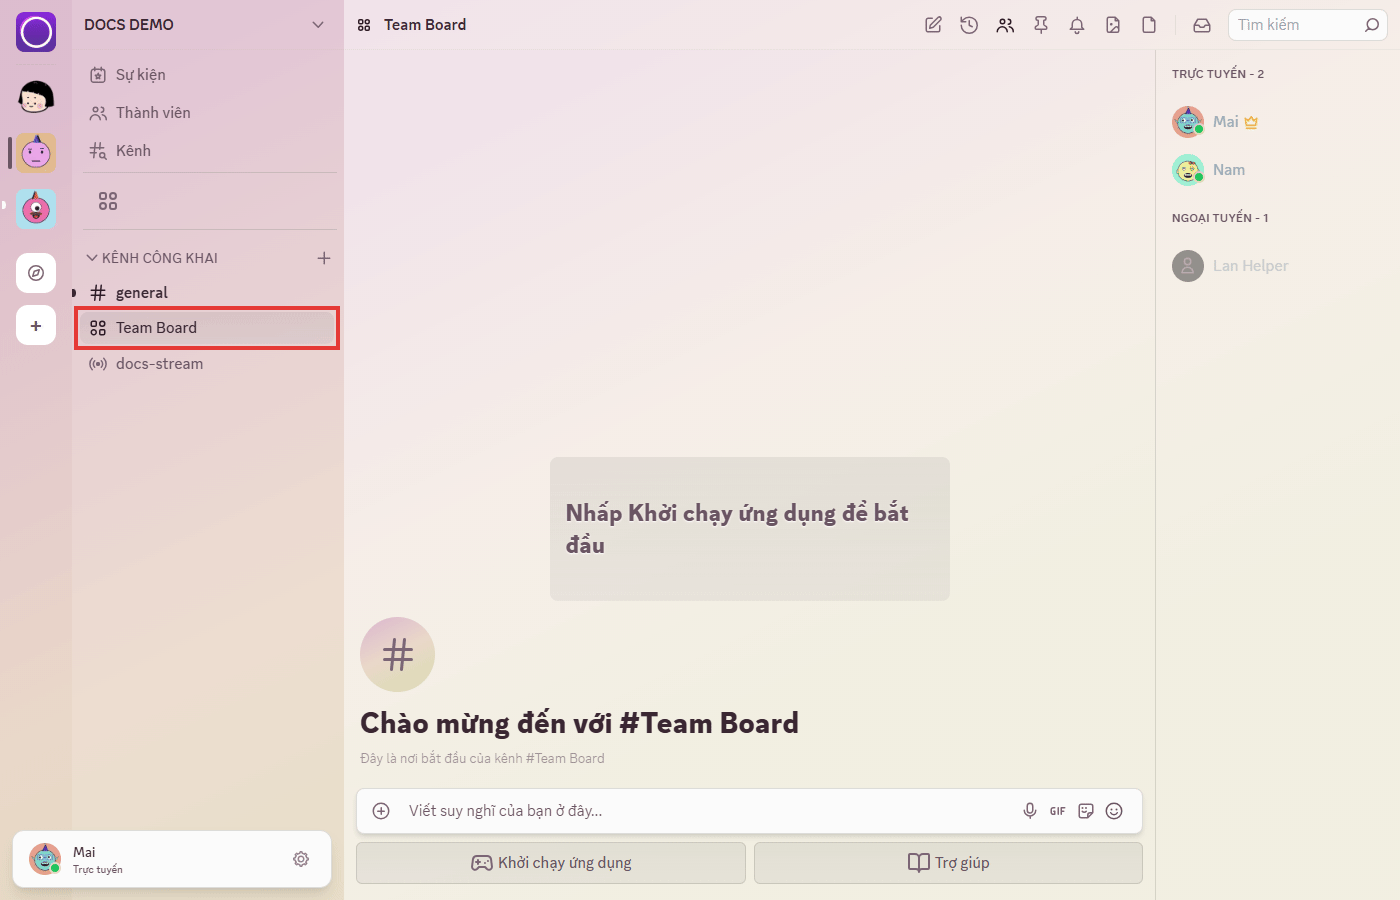 DOCS DEMO
Sự kiện
Thành viên
Kênh
KÊNH CÔNG KHAI
general
Team Board
docs-stream
Mai
Trực tuyến
Team Board
Tìm kiếm
Nhấp Khởi chạy ứng dụng để bắt
đầu
Chào mừng đến với #Team Board
Đây là nơi bắt đầu của kênh #Team Board
Viết suy nghĩ của bạn ở đây...
GIF
Khởi chạy ứng dụng
Trợ giúp
TRỰC TUYẾN - 2
Mai
Nam
NGOẠI TUYẾN - 1
Lan Helper